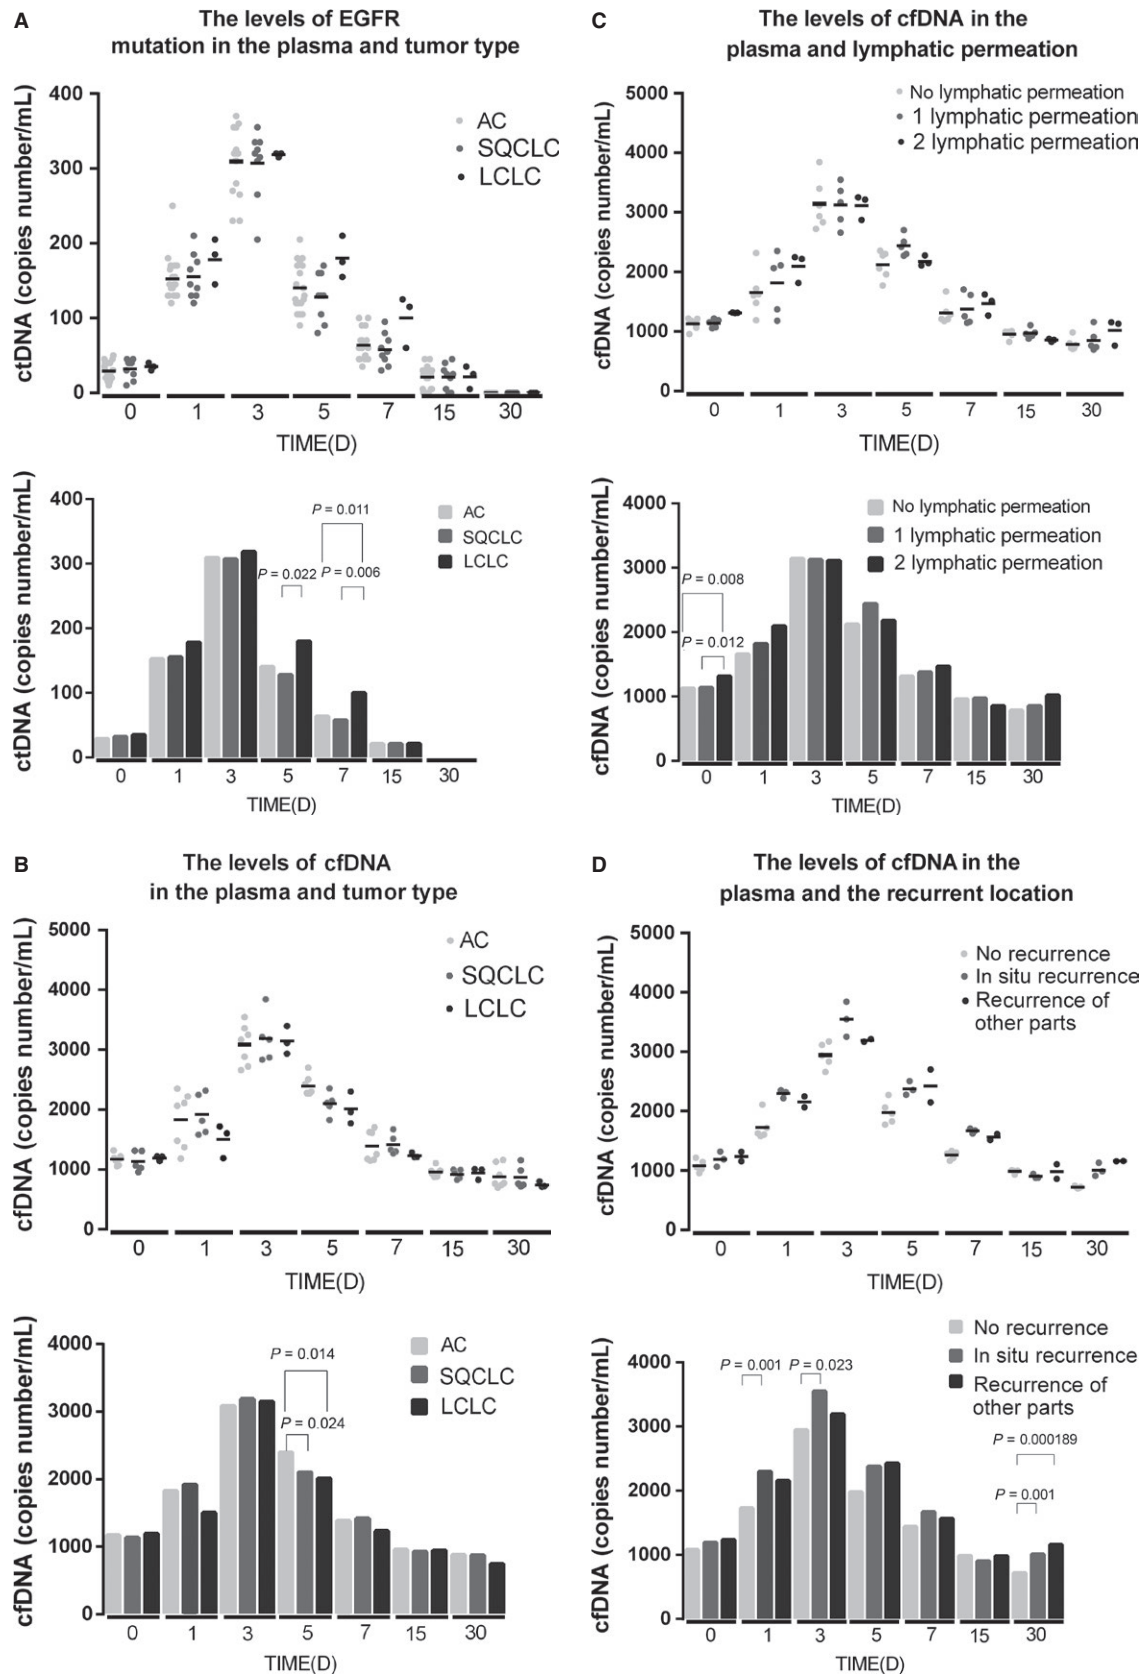 A
The levels of EGFR
mutation in the plasma and tumor type
ctDNA (copies number/mL)
400
300
200
100
0
AC
SQCLC
LCLC
0 1 3 5 7 15 30
TIME(D)
ctDNA (copies number/mL)
400
300
200
100
0
P = 0.011
P = 0.022
P = 0.006
AC
SQCLC
LCLC
0 1 3 5 7 15 30
TIME(D)
B
The levels of cfDNA
in the plasma and tumor type
cfDNA (copies number/mL)
5000
4000
3000
2000
1000
0
AC
SQCLC
LCLC
0 1 3 5 7 15 30
TIME(D)
cfDNA (copies number/mL)
4000
3000
2000
1000
0
P = 0.014
P = 0.024
AC
SQCLC
LCLC
0 1 3 5 7 15 30
TIME(D)
C
The levels of cfDNA in the
plasma and lymphatic permeation
cfDNA (copies number/mL)
5000
4000
3000
2000
1000
0
No lymphatic permeation
1 lymphatic permeation
2 lymphatic permeation
0 1 3 5 7 15 30
TIME(D)
cfDNA (copies number/mL)
4000
3000
2000
1000
0
P = 0.008
P = 0.012
No lymphatic permeation
1 lymphatic permeation
2 lymphatic permeation
0 1 3 5 7 15 30
TIME(D)
D
The levels of cfDNA in the
plasma and the recurrent location
cfDNA (copies number/mL)
5000
4000
3000
2000
1000
0
No recurrence
In situ recurrence
Recurrence of
other parts
0 1 3 5 7 15 30
TIME(D)
cfDNA (copies number/mL)
4000
3000
2000
1000
0
P = 0.001
P = 0.023
No recurrence
In situ recurrence
Recurrence of
other parts
P = 0.000189
P = 0.001
0 1 3 5 7 15 30
TIME(D)